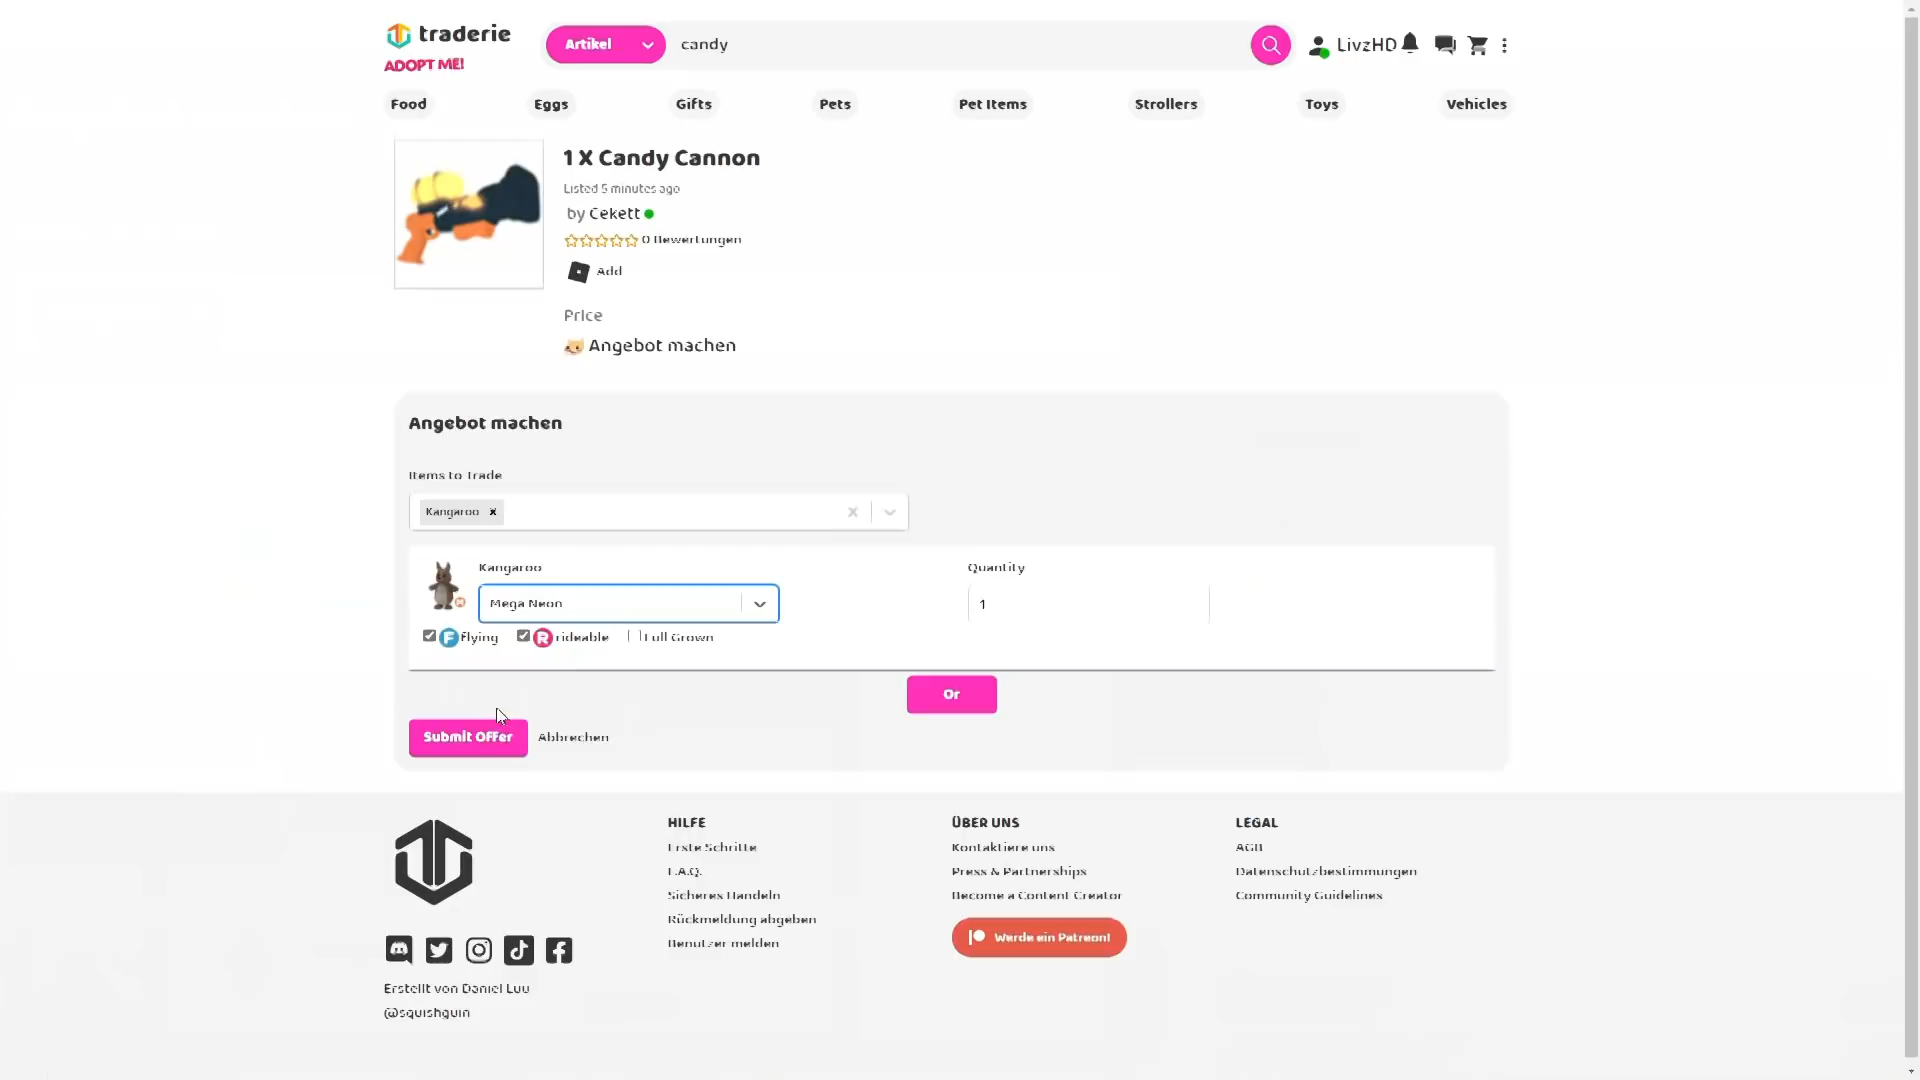 traderie
ADOPT ME!
Artikel
candy
LivzHD
Food
Eggs
Gifts
Pets
Pet Items
Strollers
Toys
Vehicles
1 X Candy Cannon
Listed 5 minutes ago
by Cekett
0 Bewertungen
Add
Price
Angebot machen
Angebot machen
Items to Trade
Kangaroo x
Kangaroo
Quantity
Mega Neon
1
F flying
R rideable
Full Grown
Or
Submit Offer
Abbrechen
HILFE
Erste Schritte
F.A.Q.
Sicheres Handeln
Rückmeldung abgeben
Benutzer melden
ÜBER UNS
Kontaktiere uns
Press & Partnerships
Become a Content Creator
Werde ein Patreon!
LEGAL
AGB
Datenschutzbestimmungen
Community Guidelines
Erstellt von Daniel Luu
@squishguin